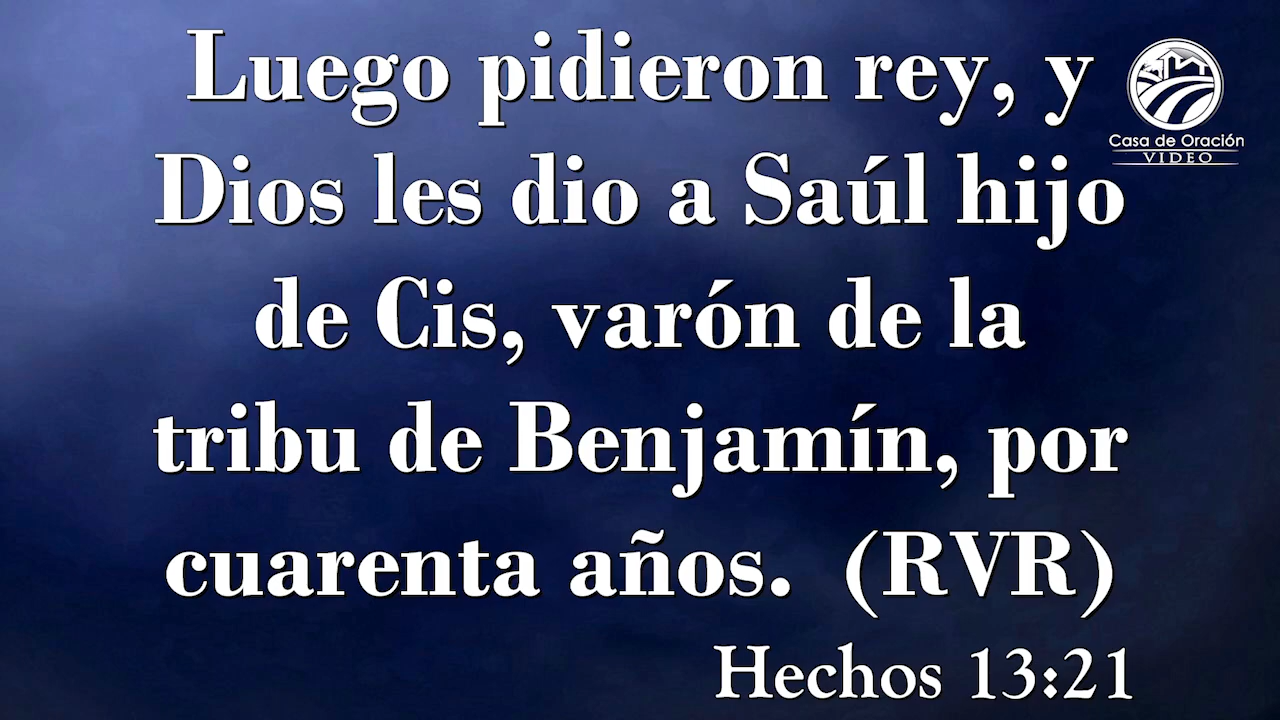 Luego pidieron rey, y
Dios les dio a Saúl hijo
de Cis, varón de la
tribu de Benjamín, por
cuarenta años.  (RVR)
Hechos 13:21
Casa de Oración
VIDEO